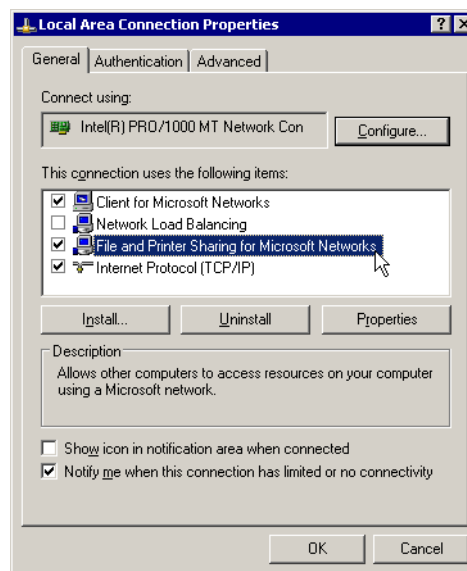 Local Area Connection Properties
General Authentication Advanced
Connect using:
Intel(R) PRO/1000 MT Network Con Configure...
This connection uses the following items:
Client for Microsoft Networks
Network Load Balancing
File and Printer Sharing for Microsoft Networks
Internet Protocol (TCP/IP)
Install... Uninstall Properties
Description
Allows other computers to access resources on your computer
using a Microsoft network.
Show icon in notification area when connected
Notify me when this connection has limited or no connectivity
OK Cancel